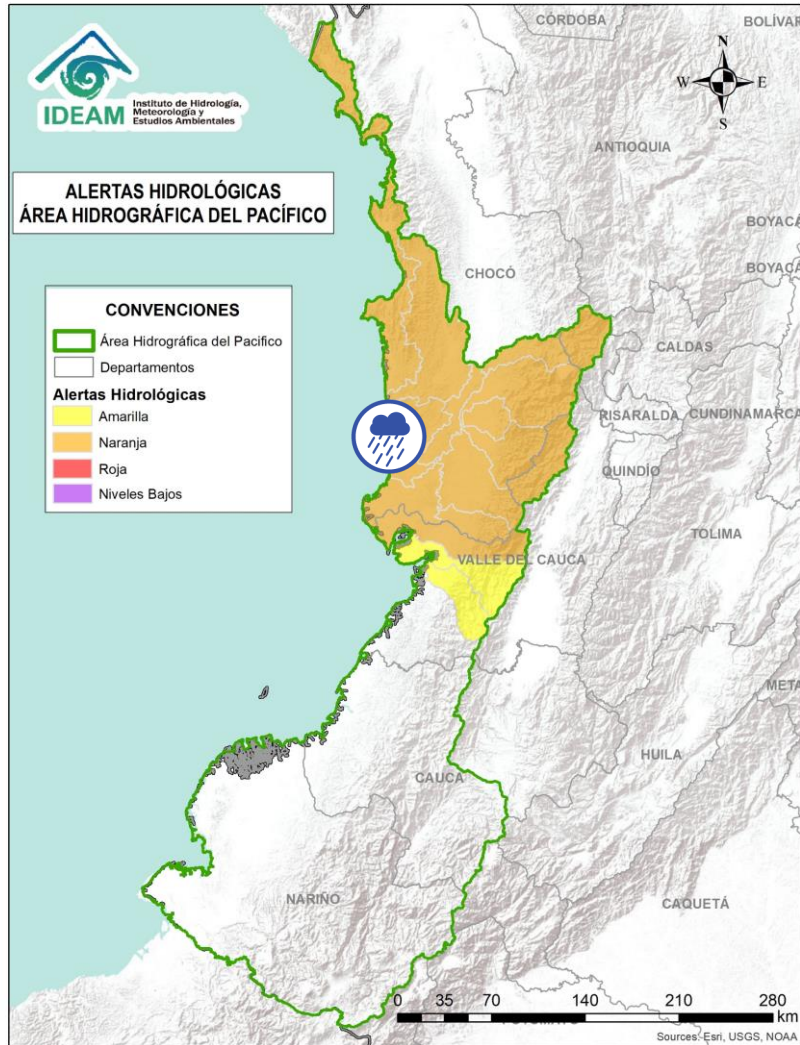 CÓRDOBA
BOLÍVAR
IDEAM
Instituto de Hidrología,
Meteorología y
Estudios Ambientales
N
W
E
S
ANTIOQUIA
ALERTAS HIDROLÓGICAS
ÁREA HIDROGRÁFICA DEL PACÍFICO
BOYACÁ
BOYACÁ
CHOCÓ
CONVENCIONES
Área Hidrográfica del Pacifico
Departamentos
Alertas Hidrológicas
Amarilla
Naranja
Roja
Niveles Bajos
CALDAS
RISARALDA
CUNDINAMARCA
QUINDÍO
TOLIMA
VALLE DEL CAUCA
META
HUILA
CAUCA
NARIÑO
CAQUETÁ
0 35 70 140 210 280
km
Sources: Esri, USGS, NOAA